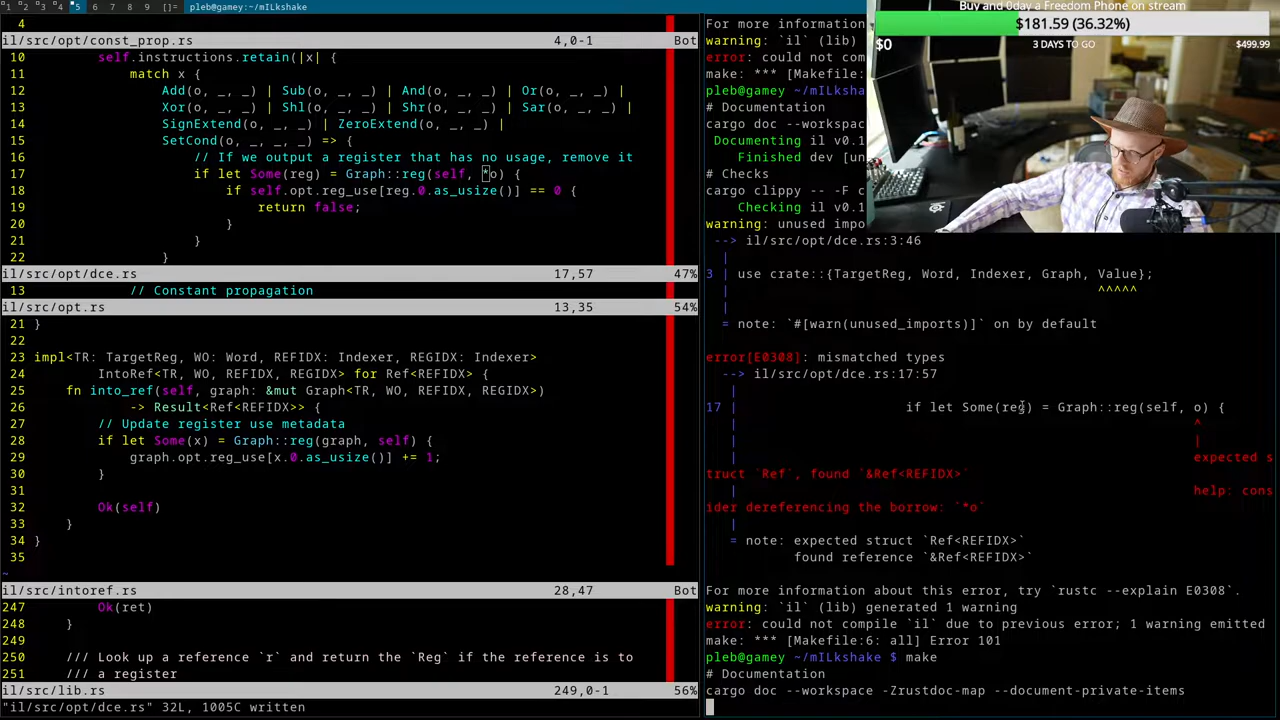 1 2 3 4 5 6 7 8 9 []= pleb@gamey:~/mILkshake
4
il/src/opt/const_prop.rs 4,0-1 Bot
10 self.instructions.retain(|x| {
11 match x {
12 Add(o, _, _) | Sub(o, _, _) | And(o, _, _) | Or(o, _, _) |
13 Xor(o, _, _) | Shl(o, _, _) | Shr(o, _, _) | Sar(o, _, _) |
14 SignExtend(o, _, _) | ZeroExtend(o, _, _) |
15 SetCond(o, _, _) => {
16 // If we output a register that has no usage, remove it
17 if let Some(reg) = Graph::reg(self, *o) {
18 if self.opt.reg_use[reg.0.as_usize()] == 0 {
19 return false;
20 }
21 }
22 }
il/src/opt/dce.rs 17,57 47%
13 // Constant propagation
il/src/opt.rs 13,35 54%
21 }
22
23 impl<TR: TargetReg, WO: Word, REFIDX: Indexer, REGIDX: Indexer>
24 IntoRef<TR, WO, REFIDX, REGIDX> for Ref<REFIDX> {
25 fn into_ref(self, graph: &mut Graph<TR, WO, REFIDX, REGIDX>)
26 -> Result<Ref<REFIDX>> {
27 // Update register use metadata
28 if let Some(x) = Graph::reg(graph, self) {
29 graph.opt.reg_use[x.0.as_usize()] += 1;
30 }
31
32 Ok(self)
33 }
34 }
35
~
il/src/intoref.rs 28,47 Bot
247 Ok(ret)
248 }
249
250 /// Look up a reference `r` and return the `Reg` if the reference is to
251 /// a register
il/src/lib.rs 249,0-1 56%
"il/src/opt/dce.rs" 32L, 1005C written
For more information
warning: `il` (lib)
error: could not com
make: *** [Makefile:
pleb@gamey ~/mILksha
# Documentation
cargo doc --workspac
Documenting il v0.1
Finished dev [un
# Checks
cargo clippy -- -F c
Checking il v0.1
warning: unused impo
--> il/src/opt/dce.rs:3:46
|
3 | use crate::{TargetReg, Word, Indexer, Graph, Value};
| ^^^^^
|
= note: `#[warn(unused_imports)]` on by default
error[E0308]: mismatched types
--> il/src/opt/dce.rs:17:57
|
17 | if let Some(reg) = Graph::reg(self, o) {
| ^
| |
| expected s
truct `Ref`, found `&Ref<REFIDX>`
| help: cons
ider dereferencing the borrow: `*o`
|
= note: expected struct `Ref<REFIDX>`
found reference `&Ref<REFIDX>`
For more information about this error, try `rustc --explain E0308`.
warning: `il` (lib) generated 1 warning
error: could not compile `il` due to previous error; 1 warning emitted
make: *** [Makefile:6: all] Error 101
pleb@gamey ~/mILkshake $ make
# Documentation
cargo doc --workspace -Zrustdoc-map --document-private-items
Buy and 0day a Freedom Phone on stream
$181.59 (36.32%)
$0 3 DAYS TO GO $499.99